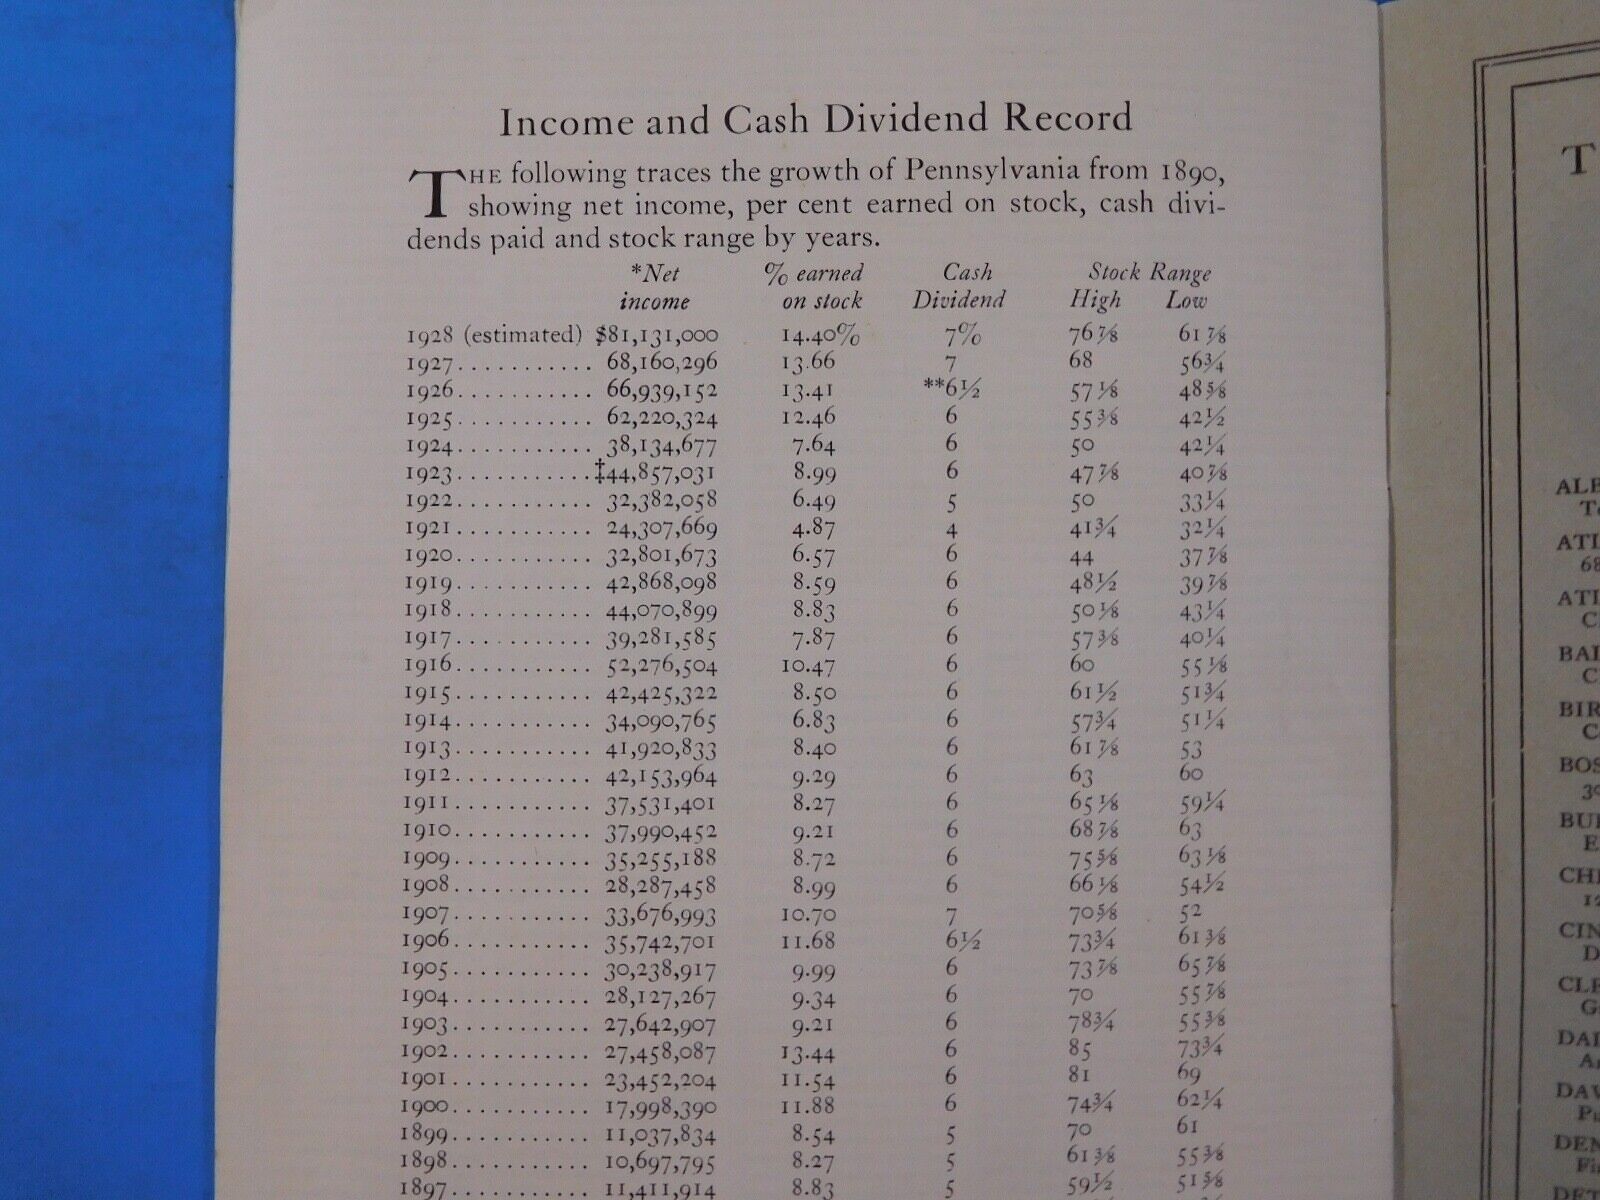 Income and Cash Dividend Record
THE following traces the growth of Pennsylvania from 1890,
showing net income, per cent earned on stock, cash divi-
dends paid and stock range by years.
*Net % earned Cash Stock Range
income on stock Dividend High Low
1928 (estimated) $81,131,000 14.40% 7% 76⅞ 61⅞
1927........... 68,160,296 13.66 7 68 56¾
1926........... 66,939,152 13.41 **6½ 57⅛ 48⅝
1925........... 62,220,324 12.46 6 55⅜ 42½
1924........... 38,134,677 7.64 6 50 42¼
1923...........‡44,857,031 8.99 6 47⅞ 40⅞
1922........... 32,382,058 6.49 5 50 33¼
1921........... 24,307,669 4.87 4 41¾ 32¼
1920........... 32,801,673 6.57 6 44 37⅞
1919........... 42,868,098 8.59 6 48½ 39⅞
1918........... 44,070,899 8.83 6 50⅛ 43¼
1917........... 39,281,585 7.87 6 57⅜ 40¼
1916........... 52,276,504 10.47 6 60 55⅛
1915........... 42,425,322 8.50 6 61½ 51¾
1914........... 34,090,765 6.83 6 57¾ 51¼
1913........... 41,920,833 8.40 6 61⅞ 53
1912........... 42,153,964 9.29 6 63 60
1911........... 37,531,401 8.27 6 65⅛ 59¼
1910........... 37,990,452 9.21 6 68⅞ 63
1909........... 35,255,188 8.72 6 75⅝ 63⅛
1908........... 28,287,458 8.99 6 66⅛ 54½
1907........... 33,676,993 10.70 7 70⅝ 52
1906........... 35,742,701 11.68 6½ 73¾ 61⅜
1905........... 30,238,917 9.99 6 73⅞ 65⅞
1904........... 28,127,267 9.34 6 70 55⅞
1903........... 27,642,907 9.21 6 78¾ 55⅜
1902........... 27,458,087 13.44 6 85 73¾
1901........... 23,452,204 11.54 6 81 69
1900........... 17,998,390 11.88 6 74¾ 62¼
1899........... 11,037,834 8.54 5 70 61
1898........... 10,697,795 8.27 5 61⅜ 55⅜
1897........... 11,411,914 8.83 5 59½ 51⅝
T
ALB
ATL
68
ATL
C
BAL
C
BIR
BOS
39
BUF
E
CHI
12
CIN
D
CLE
DAL
DAV
DEN
DET